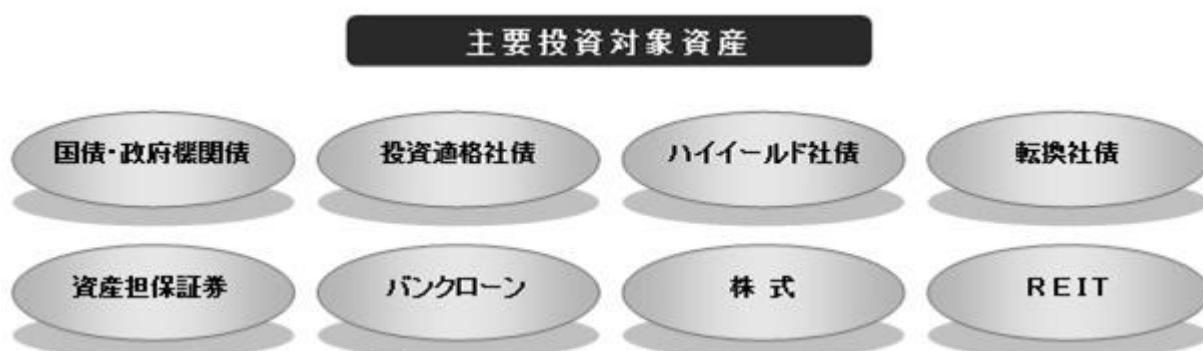 主要投資対象資産
国債・政府機関債
投資適格社債
ハイイールド社債
転換社債
資産担保証券
バンクローン
株 式
ＲＥＩＴ